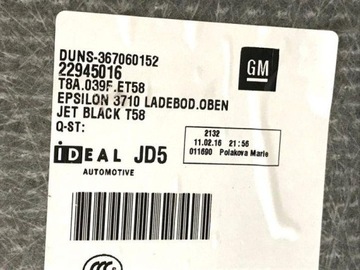 DUNS-367060152
22945016
T8A.039F.ET58
EPSILON 3710 LADEBOD.OBEN
JET BLACK T58
Q-ST:
GM
2132
11.02.16 21:56
011690 Polakova Marie
iDEAL JD5
AUTOMOTIVE
CCC